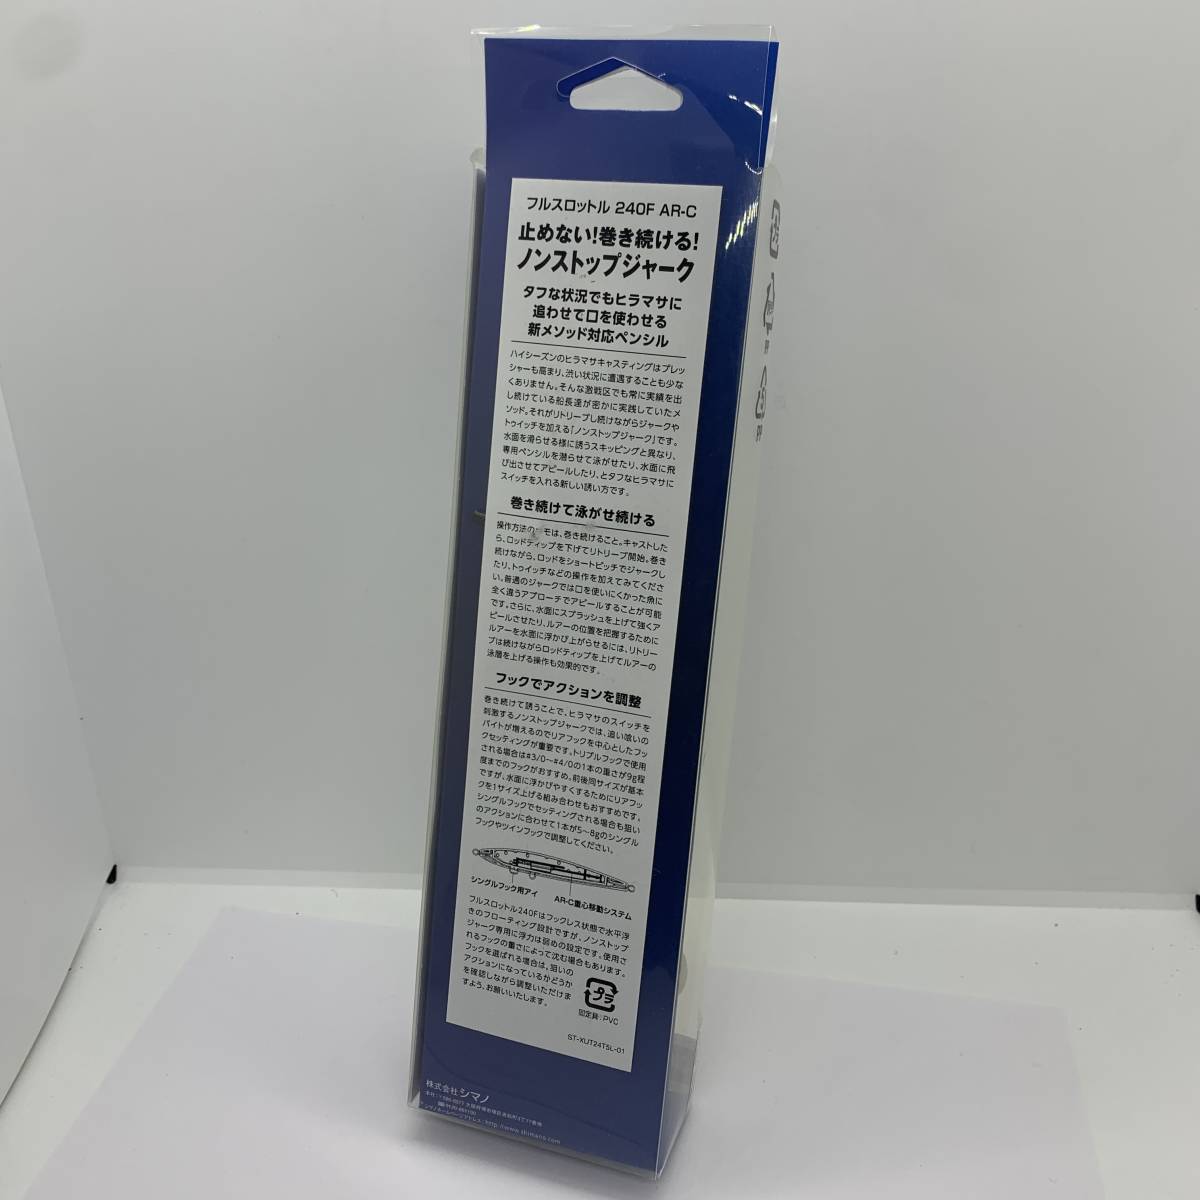 フルスロットル 240F AR-C
止めない!巻き続ける!
ノンストップジャーク
タフな状況でもヒラマサに
追わせて口を使わせる
新メソッド対応ペンシル
ハイシーズンのヒラマサキャスティングはプレッ
シャーも高まり、渋い状況に遭遇することも少な
くありません。そんな激戦区でも常に実績を出
し続けている船長達が密かに実践していたメ
ソッド。それがリトリーブし続けながらジャークや
トゥイッチを加える「ノンストップジャーク」です。
水面を滑らせる様に誘うスキッピングと異なり、
専用ペンシルを潜らせて泳がせたり、水面に飛
び出させてアピールしたり、とタフなヒラマサに
スイッチを入れる新しい誘い方です。
巻き続けて泳がせ続ける
操作方法の モは、巻き続けること。キャストした
ら、ロッドティップを下げてリトリーブ開始。巻き
続けながら、ロッドをショートピッチでジャークし
たり、トゥイッチなどの操作を加えてみてくださ
い。普通のジャークでは口を使いにくかった魚に
全く違うアプローチでアピールすることが可能
です。さらに、水面にスプラッシュを上げて強くア
ピールさせたり、ルアーの位置を把握するために
ルアーを水面に浮かび上がらせるには、リトリー
ブは続けながらロッドティップを上げてルアーの
泳層を上げる操作も効果的です。
フックでアクションを調整
巻き続けて誘うことで、ヒラマサのスイッチを
刺激するノンストップジャークでは、追い喰いの
バイトが増えるのでリアフックを中心としたフッ
クセッティングが重要です。トリプルフックで使用
される場合は#3/0〜#4/0の1本の重さが9g程
度までのフックがおすすめ。前後同サイズが基本
ですが、水面に浮かびやすくするためにリアフッ
クを1サイズ上げる組み合わせもおすすめです。
シングルフックでセッティングされる場合も狙い
のアクションに合わせて1本が5〜8gのシングル
フックやツインフックで調整してください。
シングルフック用アイ
AR-C重心移動システム
フルスロットル240Fはフックレス状態で水平浮
きのフローティング設計ですが、ノンストップ
ジャーク専用に浮力は弱めの設定です。使用さ
れるフックの重さによって沈む場合もあります。
フックを選ばれる場合は、狙いの
アクションになっているかどうか
を確認しながら調整いただけま
すよう、お願いいたします。
プラ
固定具:PVC
ST-XUT24T5L-01
株式会社シマノ
http://www.shimano.com